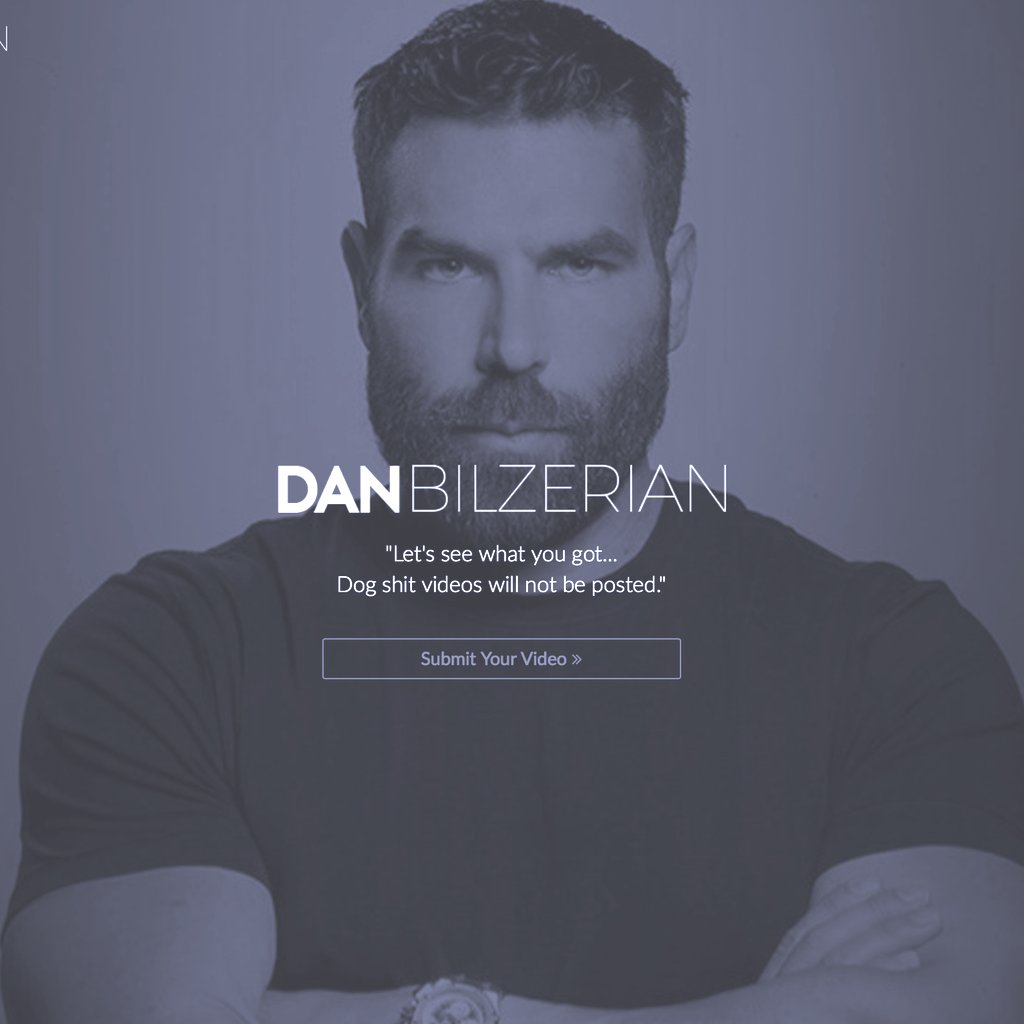 N
DANBILZERIAN
"Let's see what you got...
Dog shit videos will not be posted."
Submit Your Video »